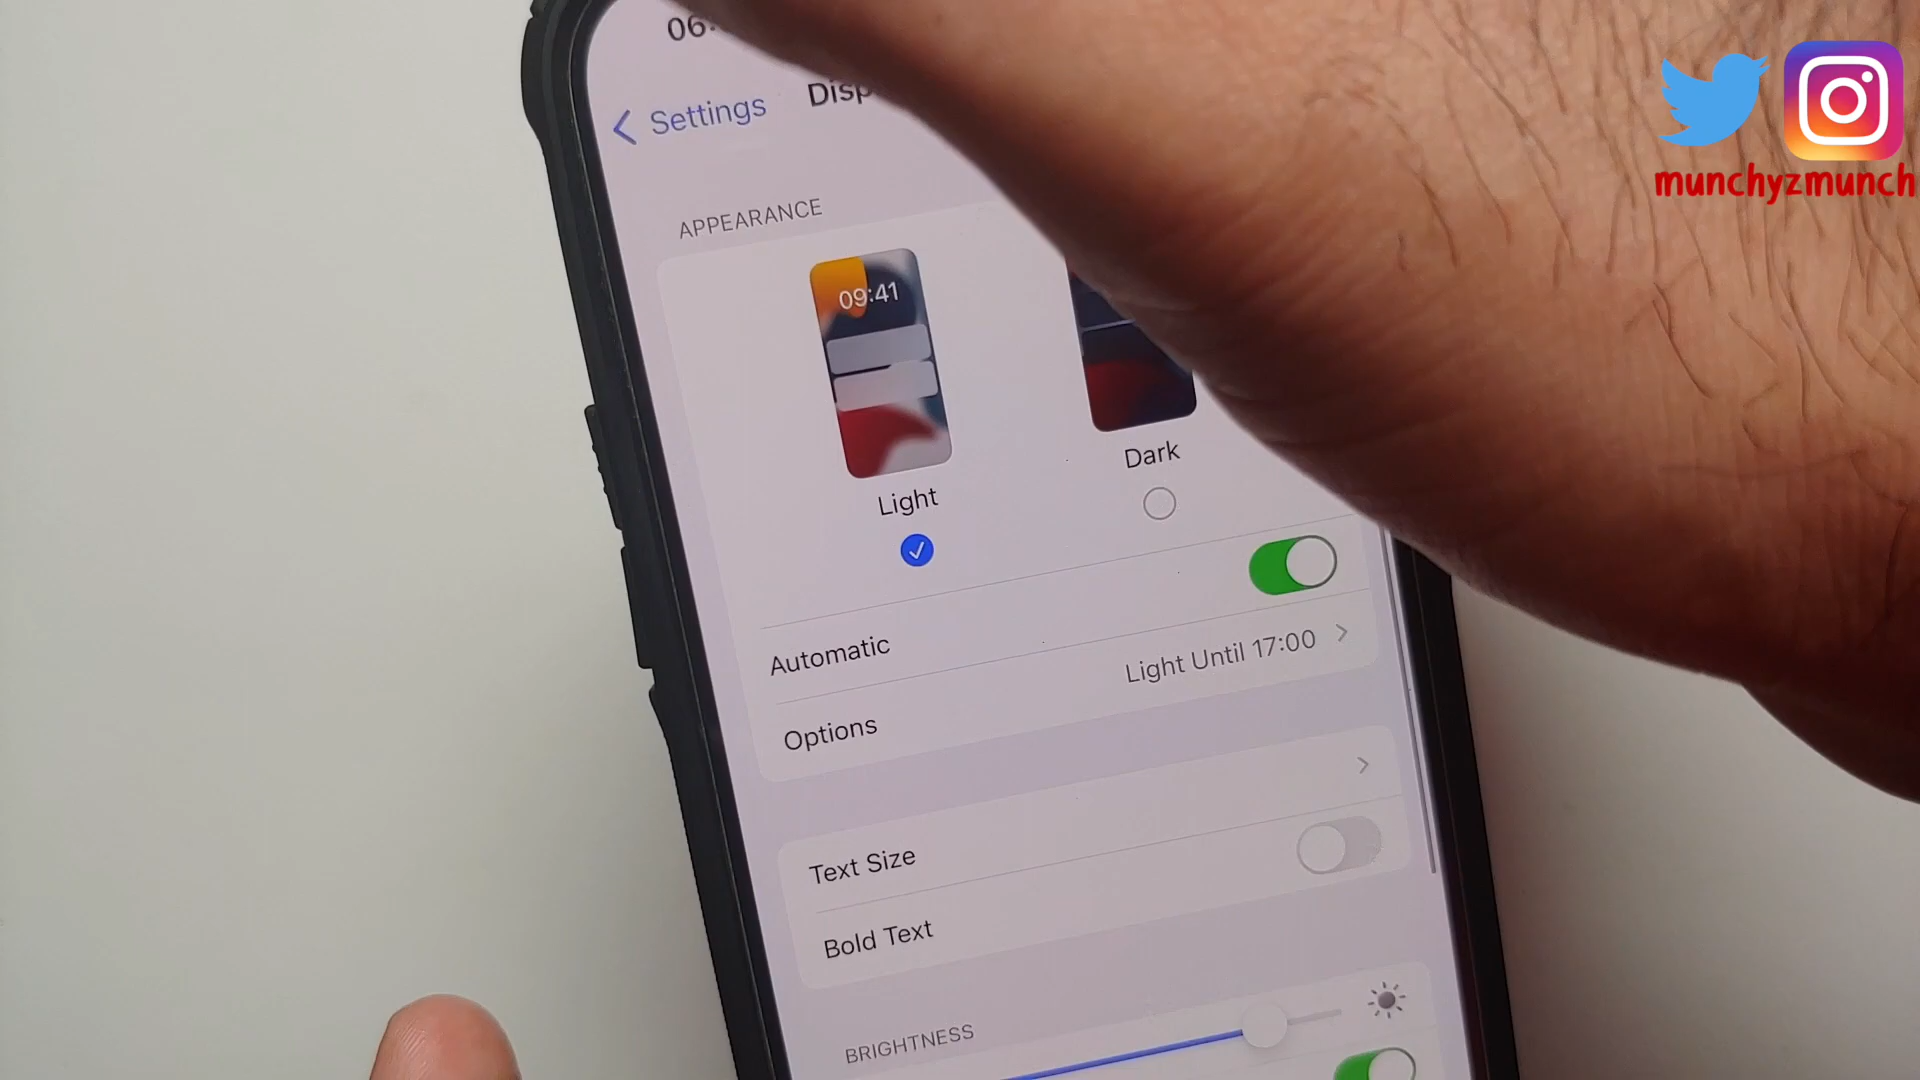 06:
Settings
Disp
APPEARANCE
09:41
Light
Dark
Automatic
Options
Light Until 17:00
Text Size
Bold Text
BRIGHTNESS
munchyzmunch